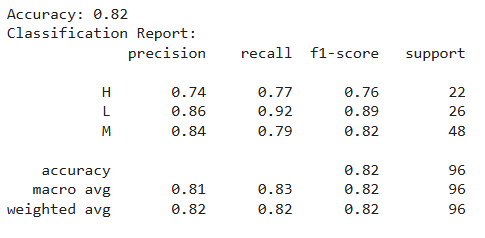 Accuracy: 0.82
Classification Report:
precision recall f1-score support
H 0.74 0.77 0.76 22
L 0.86 0.92 0.89 26
M 0.84 0.79 0.82 48
accuracy 0.82 96
macro avg 0.81 0.83 0.82 96
weighted avg 0.82 0.82 0.82 96